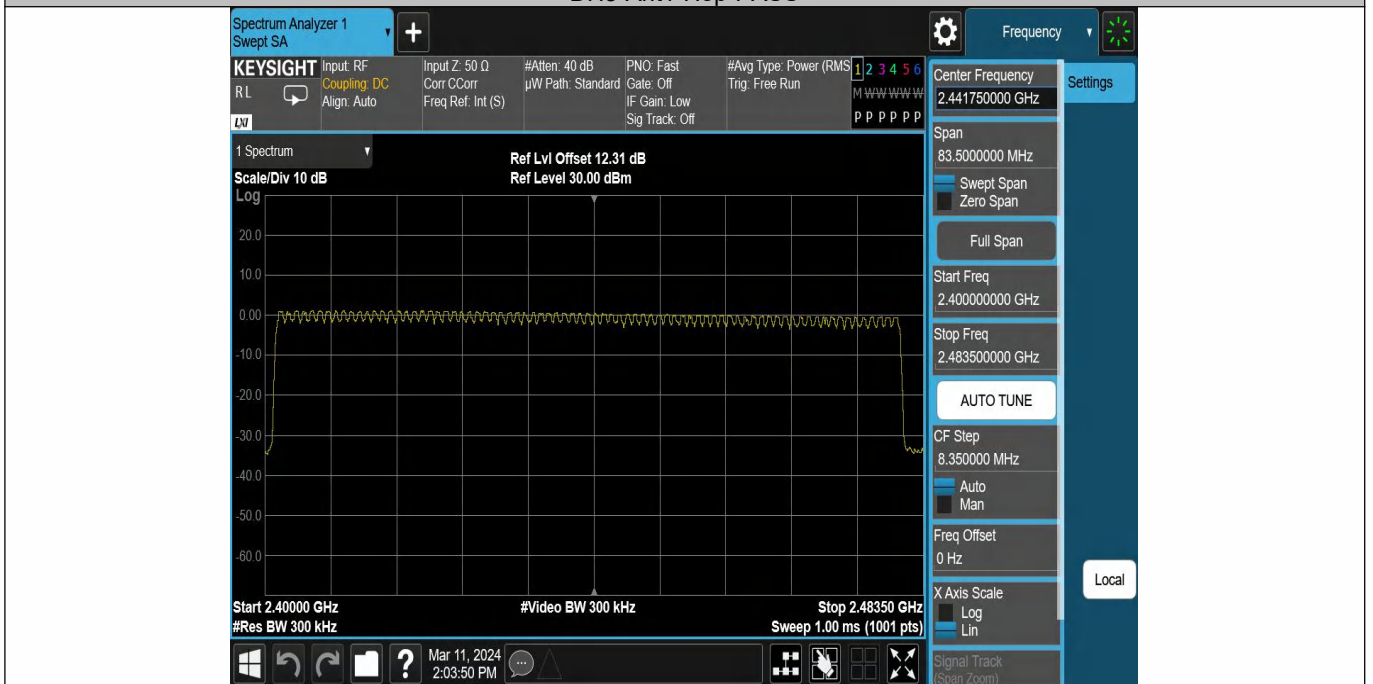 Spectrum Analyzer 1
Swept SA
+
Frequency
KEYSIGHT
RL
LXI
Input: RF
Coupling: DC
Align: Auto
Input Z: 50 Ω
Corr CCorr
Freq Ref: Int (S)
#Atten: 40 dB
µW Path: Standard
PNO: Fast
Gate: Off
IF Gain: Low
Sig Track: Off
#Avg Type: Power (RMS
Trig: Free Run
1 2 3 4 5 6
M W W W W W
P P P P P P
1 Spectrum
Scale/Div 10 dB
Ref Lvl Offset 12.31 dB
Ref Level 30.00 dBm
Log
20.0
10.0
0.00
-10.0
-20.0
-30.0
-40.0
-50.0
-60.0
Start 2.40000 GHz
#Res BW 300 kHz
#Video BW 300 kHz
Stop 2.48350 GHz
Sweep 1.00 ms (1001 pts)
Center Frequency
2.441750000 GHz
Settings
Span
83.5000000 MHz
Swept Span
Zero Span
Full Span
Start Freq
2.400000000 GHz
Stop Freq
2.483500000 GHz
AUTO TUNE
CF Step
8.350000 MHz
Auto
Man
Freq Offset
0 Hz
X Axis Scale
Log
Lin
Signal Track
(Span Zoom)
Local
?
Mar 11, 2024
2:03:50 PM